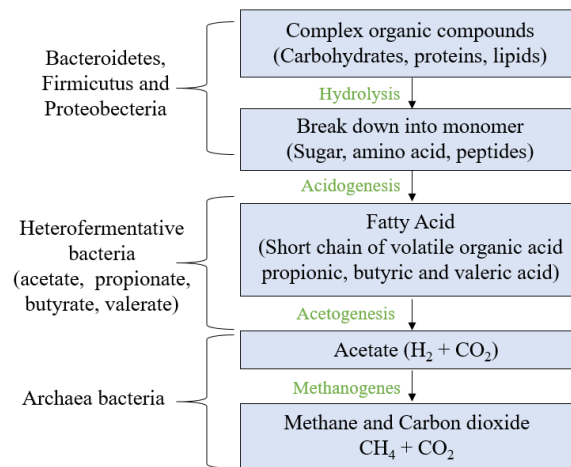 Complex organic compounds
(Carbohydrates, proteins, lipids)
Bacteroidetes,
Firmicutus and
Proteobecteria
Hydrolysis
Break down into monomer
(Sugar, amino acid, peptides)
Acidogenesis
Fatty Acid
(Short chain of volatile organic acid
propionic, butyric and valeric acid)
Heterofermentative
bacteria
(acetate, propionate,
butyrate, valerate)
Acetogenesis
Acetate (H₂ + CO₂)
Methanogenes
Archaea bacteria
Methane and Carbon dioxide
CH₄ + CO₂